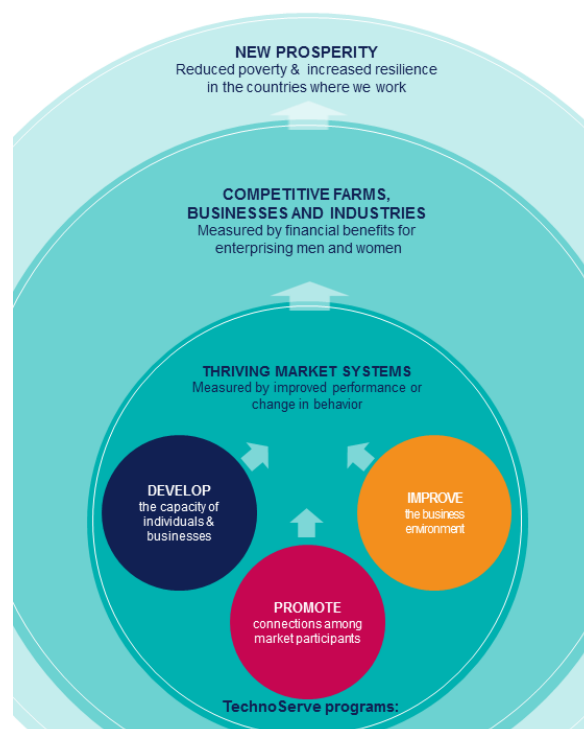 NEW PROSPERITY
Reduced poverty & increased resilience
in the countries where we work
COMPETITIVE FARMS,
BUSINESSES AND INDUSTRIES
Measured by financial benefits for
enterprising men and women
THRIVING MARKET SYSTEMS
Measured by improved performance or
change in behavior
DEVELOP
the capacity of
individuals &
businesses
IMPROVE
the business
environment
PROMOTE
connections among
market participants
TechnoServe programs: